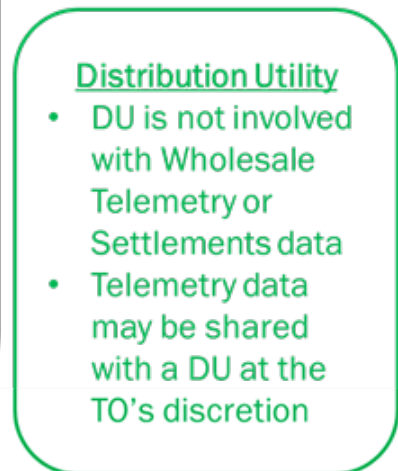 Distribution Utility
• DU is not involved
with Wholesale
Telemetry or
Settlements data
• Telemetry data
may be shared
with a DU at the
TO's discretion